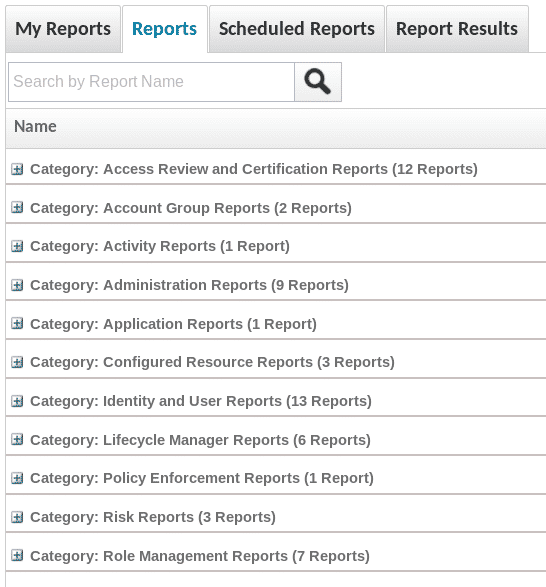 My Reports Reports Scheduled Reports Report Results
Search by Report Name
Name
Category: Access Review and Certification Reports (12 Reports)
Category: Account Group Reports (2 Reports)
Category: Activity Reports (1 Report)
Category: Administration Reports (9 Reports)
Category: Application Reports (1 Report)
Category: Configured Resource Reports (3 Reports)
Category: Identity and User Reports (13 Reports)
Category: Lifecycle Manager Reports (6 Reports)
Category: Policy Enforcement Reports (1 Report)
Category: Risk Reports (3 Reports)
Category: Role Management Reports (7 Reports)